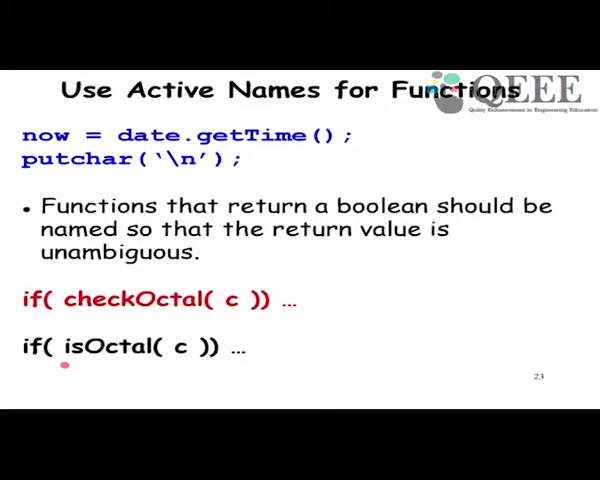 Use Active Names for Functions
QEEE
Quality Enhancement in Engineering Education
now = date.getTime();
putchar(‘\n’);
• Functions that return a boolean should be
named so that the return value is
unambiguous.
if( checkOctal( c )) …
if( isOctal( c )) …
23